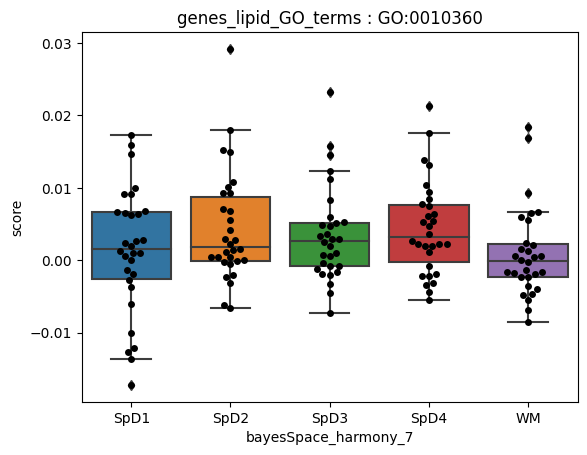 genes_lipid_GO_terms : GO:0010360
0.03
0.02
0.01
0.00
−0.01
score
SpD1 SpD2 SpD3 SpD4 WM
bayesSpace_harmony_7